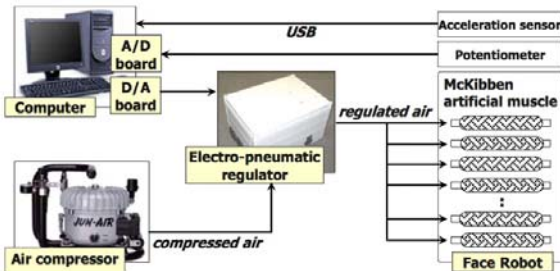 Acceleration sensor
USB
A/D
board
Potentiometer
D/A
board
Computer
McKibben
artificial muscle
regulated air
Electro-pneumatic
regulator
JUN-AIR
compressed air
Air compressor
Face Robot